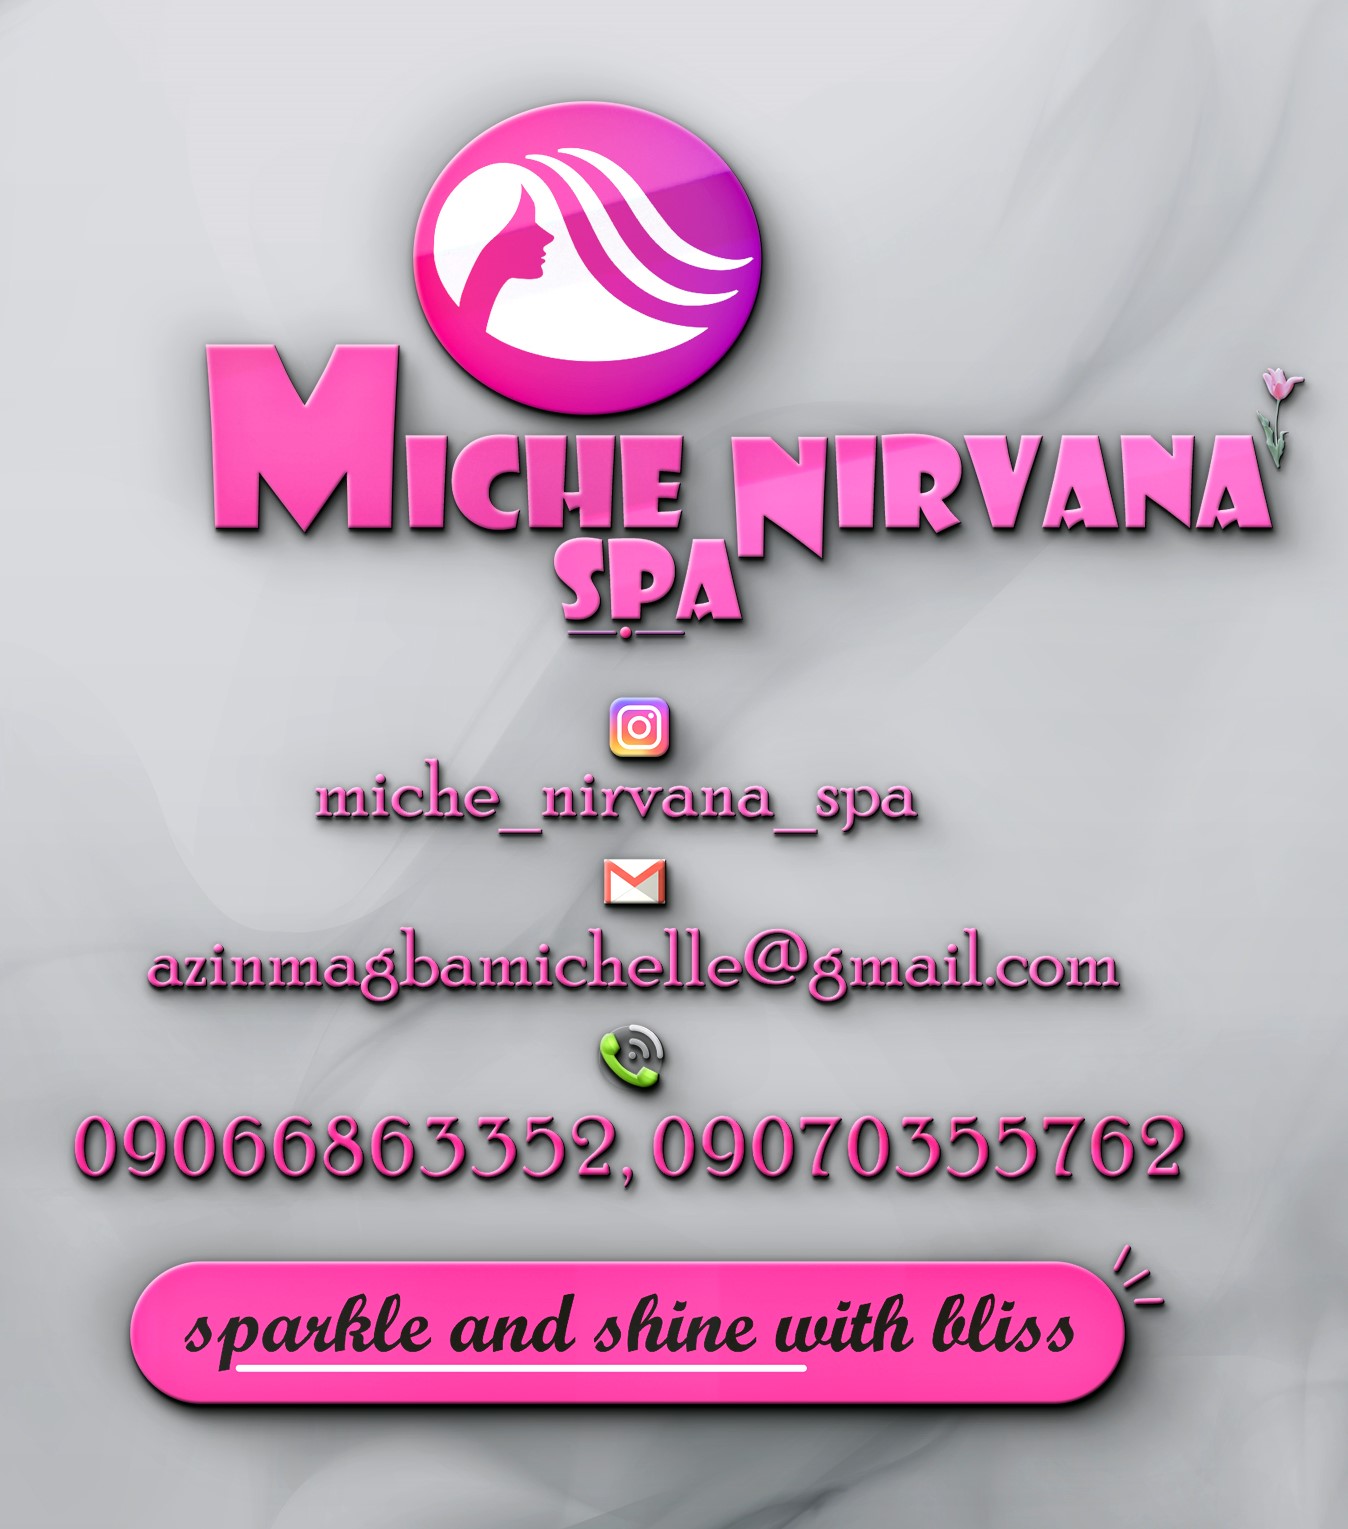 MICHE NIRVANA
SPA
miche_nirvana_spa
azinmagbamichelle@gmail.com
09066863352, 09070355762
sparkle and shine with bliss